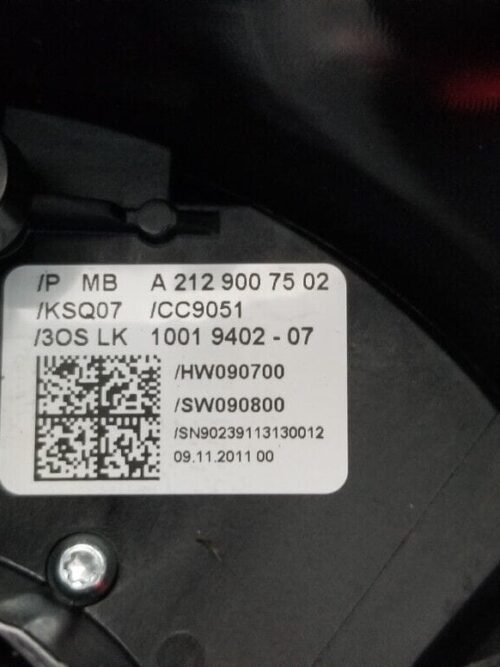 /P MB A 212 900 75 02
/KSQ07 /CC9051
/3OS LK 1001 9402 - 07
/HW090700
/SW090800
/SN90239113130012
09.11.2011 00